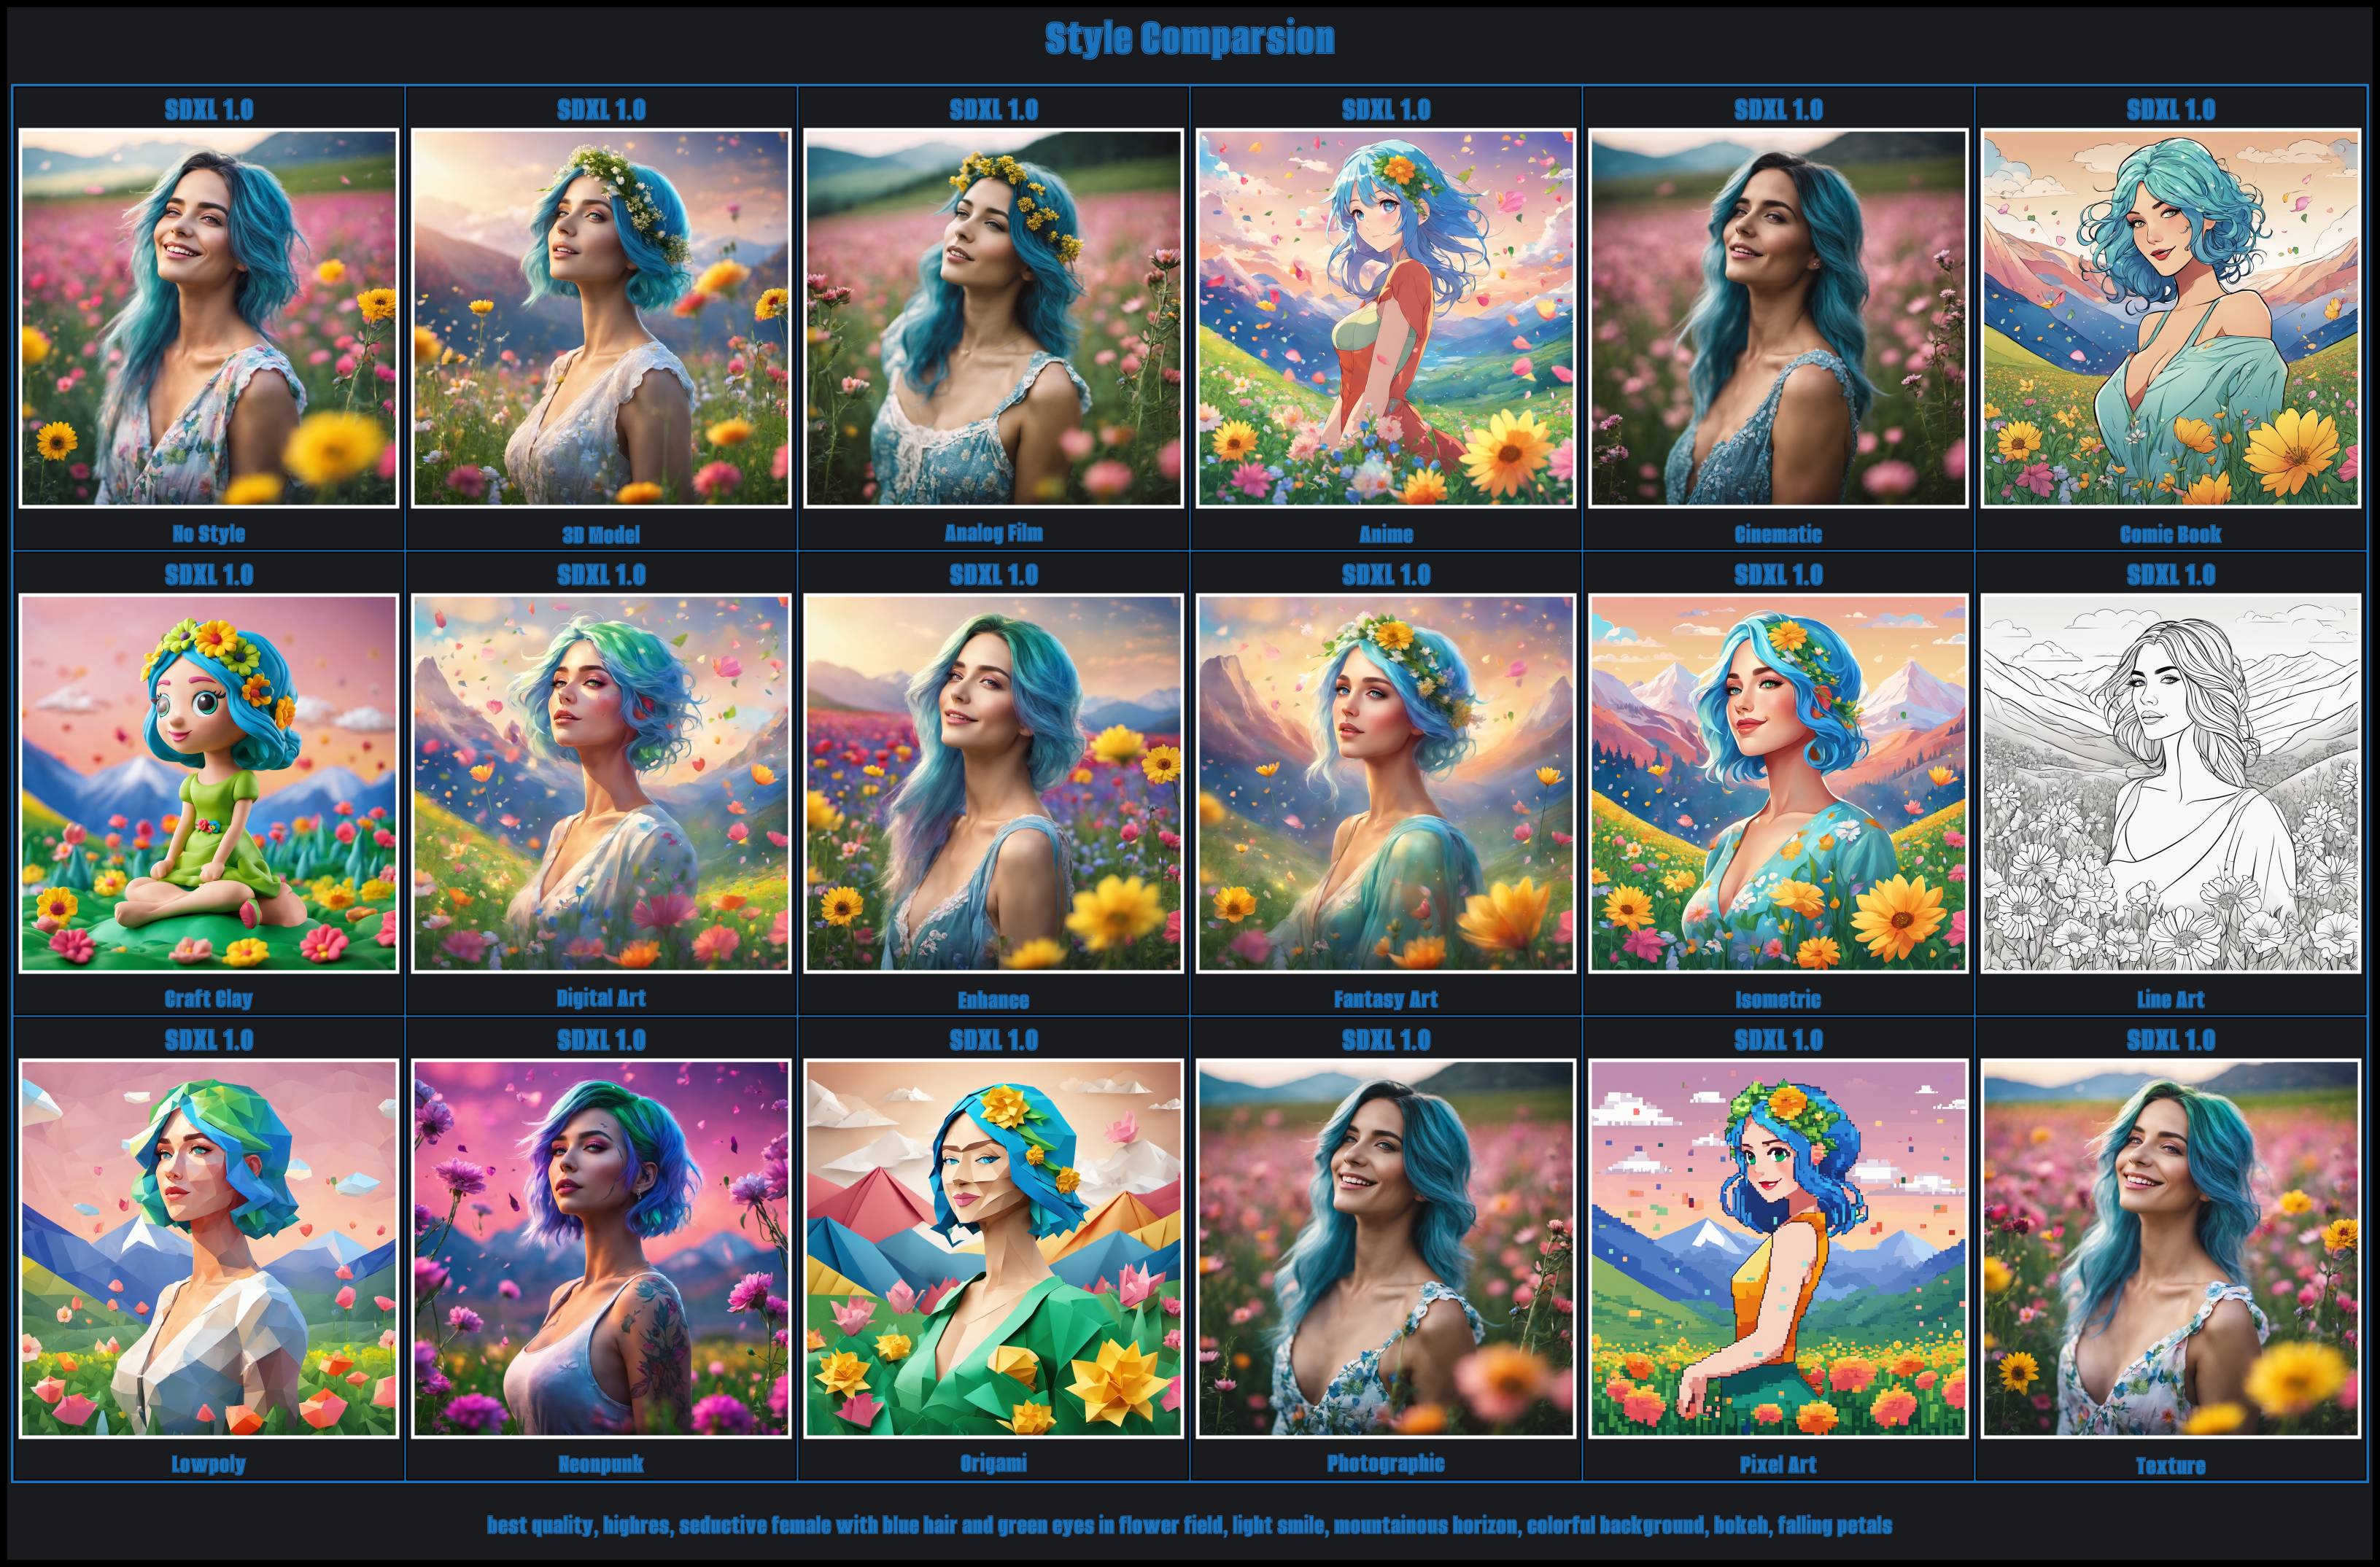 Style Comparsion
SDXL 1.0 SDXL 1.0 SDXL 1.0 SDXL 1.0 SDXL 1.0 SDXL 1.0
No Style 3D Model Analog Film Anime Cinematic Comic Book
SDXL 1.0 SDXL 1.0 SDXL 1.0 SDXL 1.0 SDXL 1.0 SDXL 1.0
Craft Clay Digital Art Enhance Fantasy Art Isometric Line Art
SDXL 1.0 SDXL 1.0 SDXL 1.0 SDXL 1.0 SDXL 1.0 SDXL 1.0
Lowpoly Neonpunk Origami Photographic Pixel Art Texture
best quality, highres, seductive female with blue hair and green eyes in flower field, light smile, mountainous horizon, colorful background, bokeh, falling petals